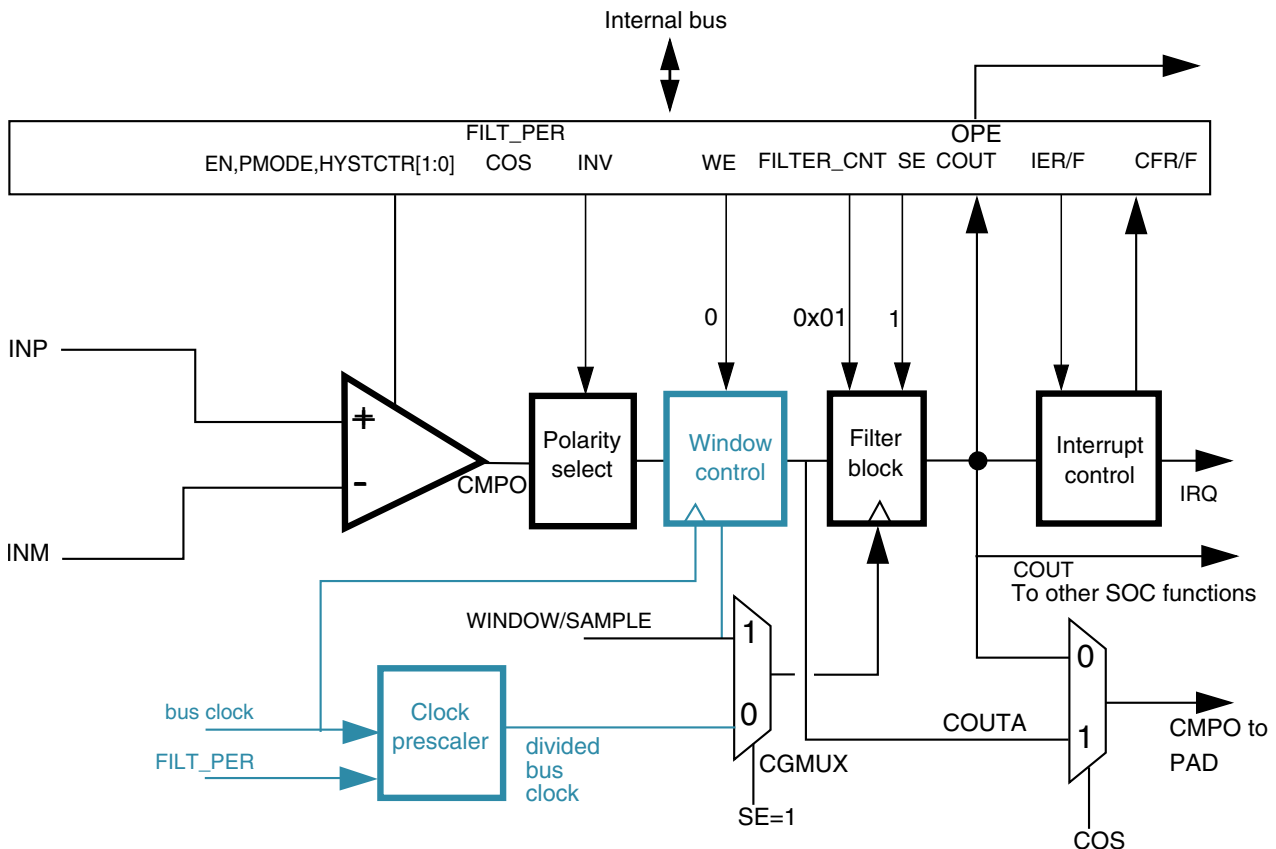 Internal bus
FILT_PER
OPE
EN,PMODE,HYSTCTR[1:0]
COS
INV
WE
FILTER_CNT
SE
COUT
IER/F
CFR/F
0
0x01
1
INP
INM
+
-
CMPO
Polarity
select
Window
control
Filter
block
Interrupt
control
IRQ
COUT
To other SOC functions
WINDOW/SAMPLE
1
0
CGMUX
SE=1
bus clock
FILT_PER
Clock
prescaler
divided
bus
clock
COUTA
0
1
COS
CMPO to
PAD